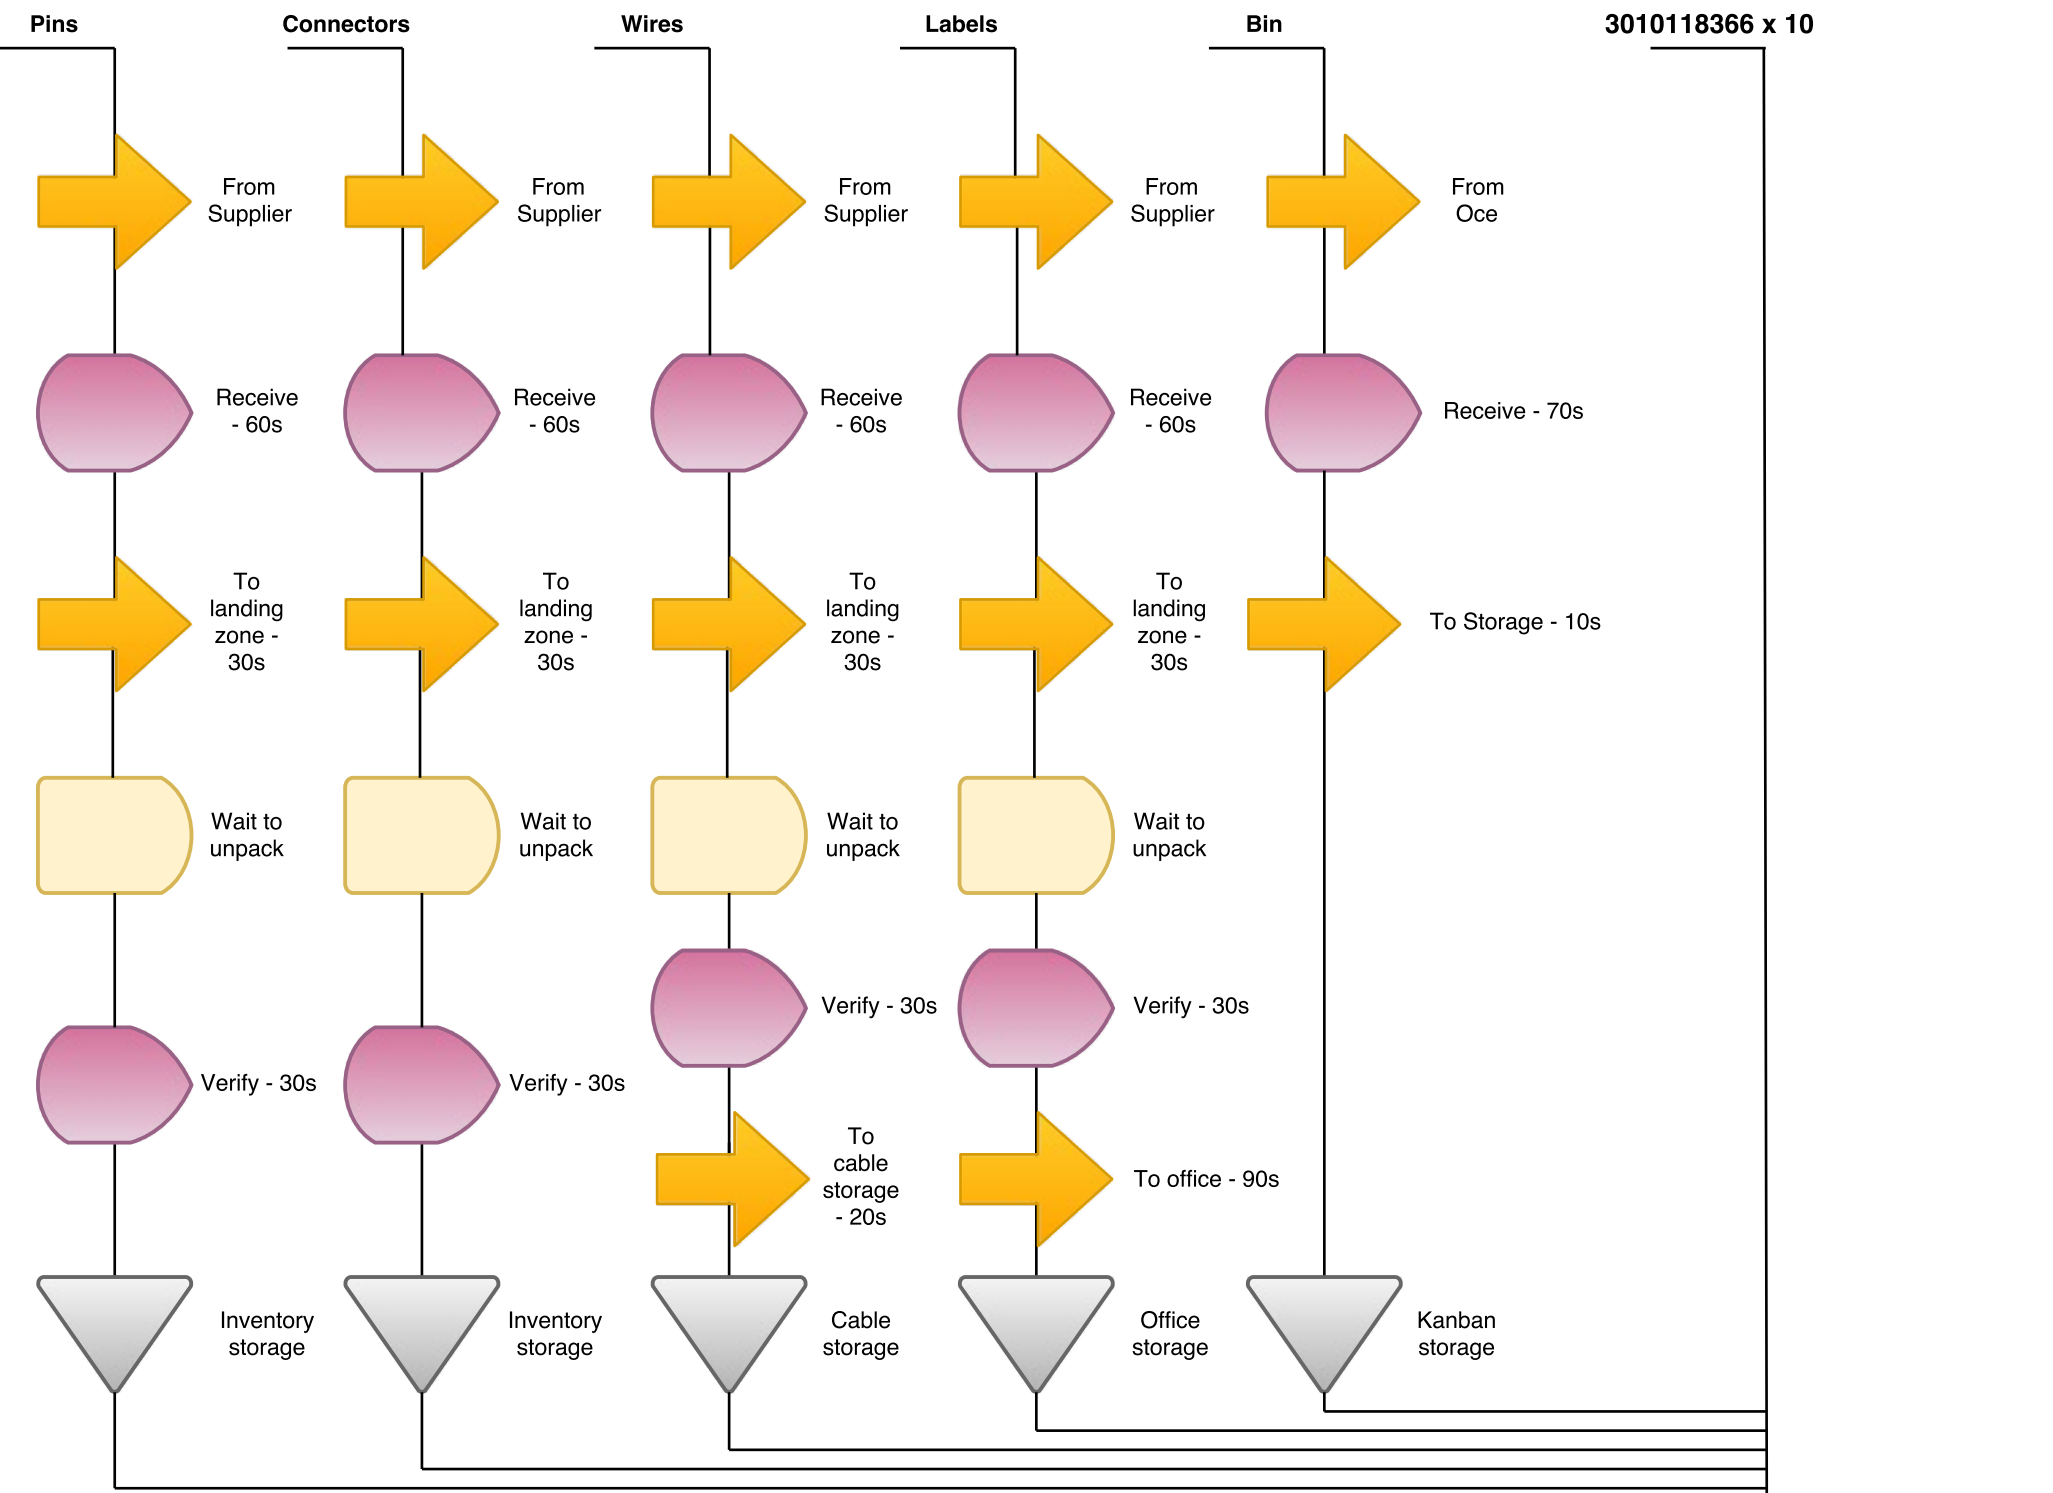 Pins
Connectors
Wires
Labels
Bin
3010118366 x 10
From
Supplier
From
Supplier
From
Supplier
From
Supplier
From
Oce
Receive
- 60s
Receive
- 60s
Receive
- 60s
Receive
- 60s
Receive - 70s
To
landing
zone -
30s
To
landing
zone -
30s
To
landing
zone -
30s
To
landing
zone -
30s
To Storage - 10s
Wait to
unpack
Wait to
unpack
Wait to
unpack
Wait to
unpack
Verify - 30s
Verify - 30s
Verify - 30s
Verify - 30s
To
cable
storage
- 20s
To office - 90s
Inventory
storage
Inventory
storage
Cable
storage
Office
storage
Kanban
storage